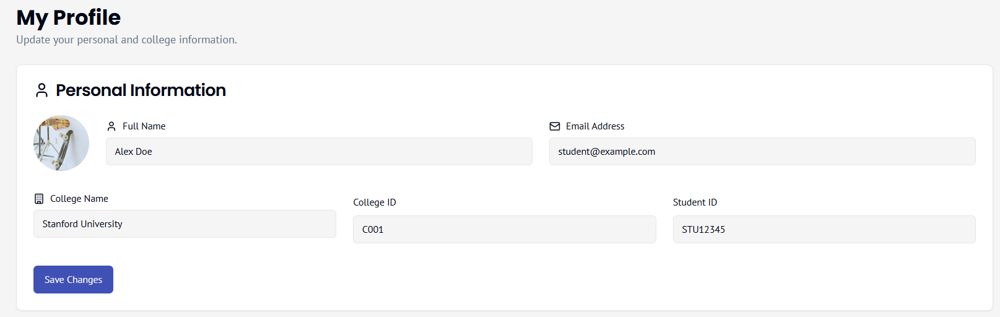 My Profile
Update your personal and college information.
Personal Information
Full Name
Alex Doe
Email Address
student@example.com
College Name
Stanford University
College ID
C001
Student ID
STU12345
Save Changes